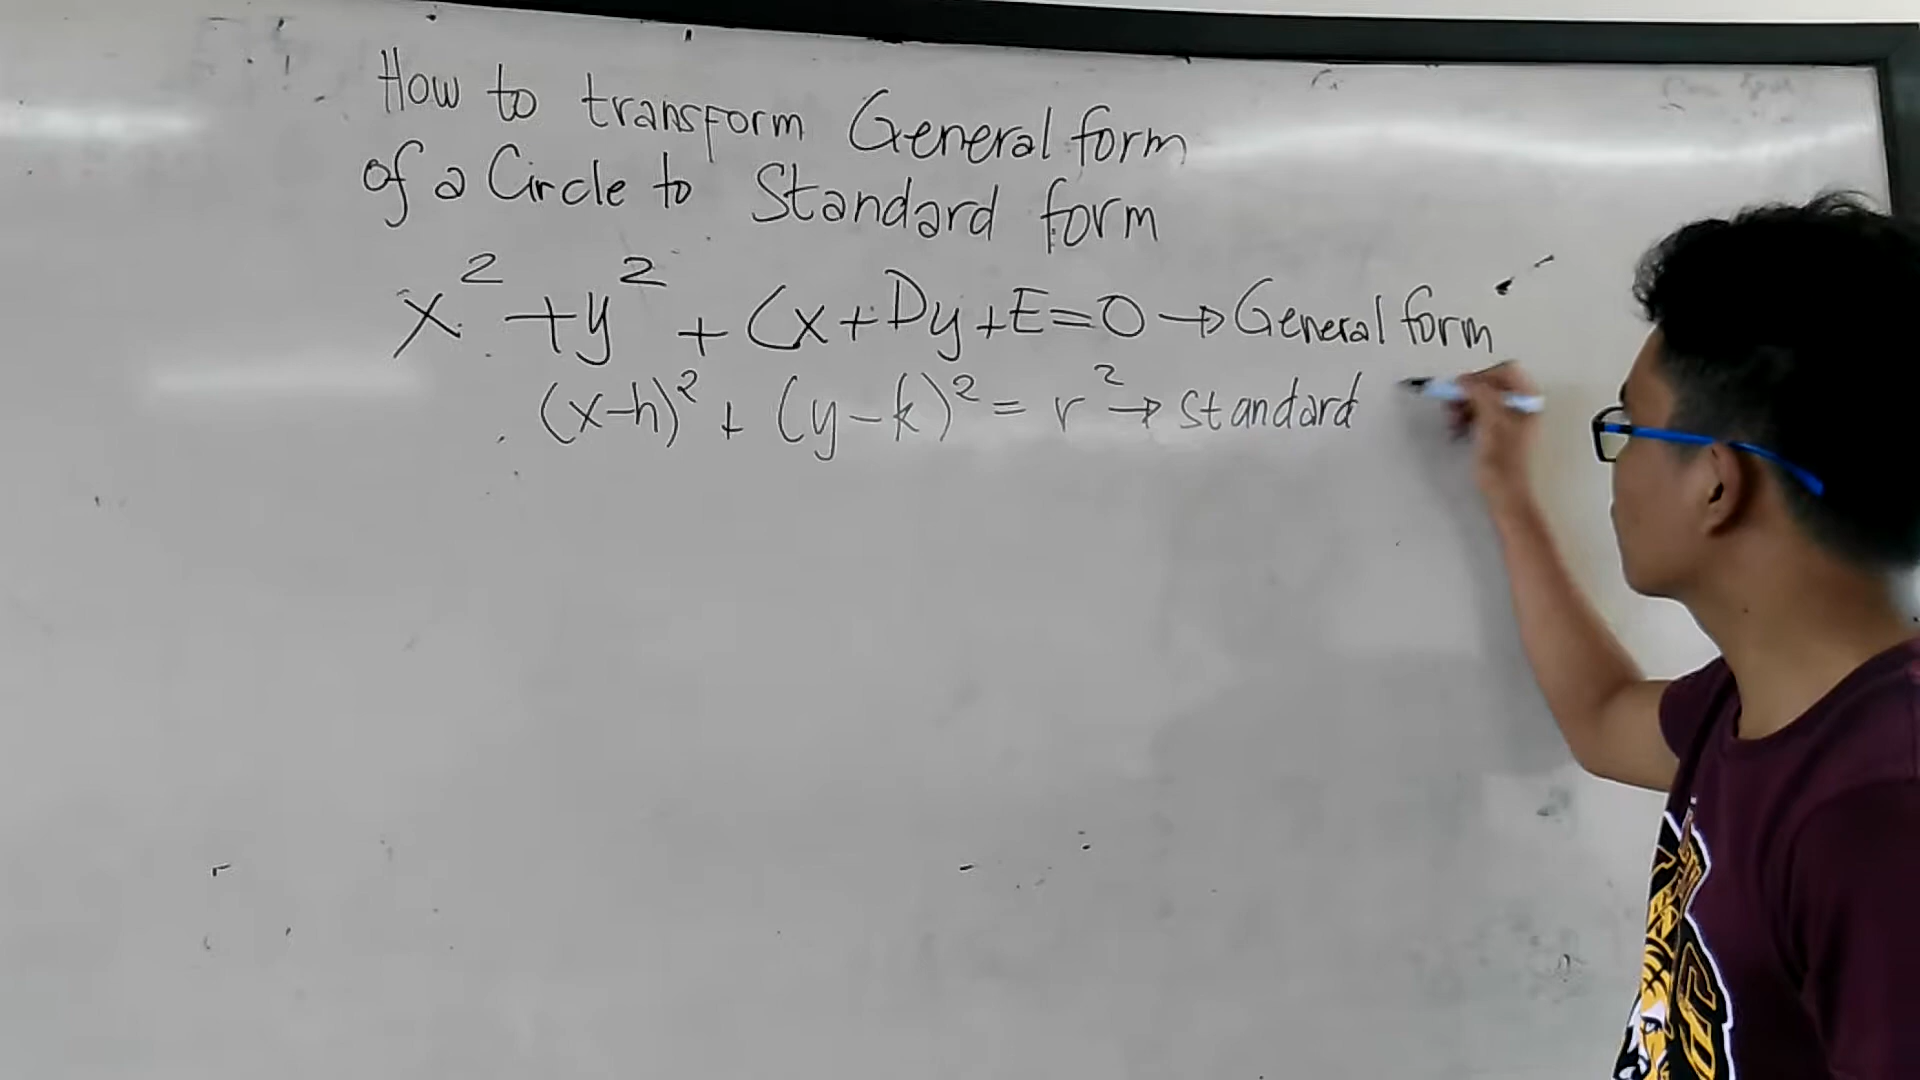 How to transform General form
of a Circle to Standard form
x² + y² + Cx + Dy + E = 0 → General form
(x-h)² + (y-k)² = r² → standard